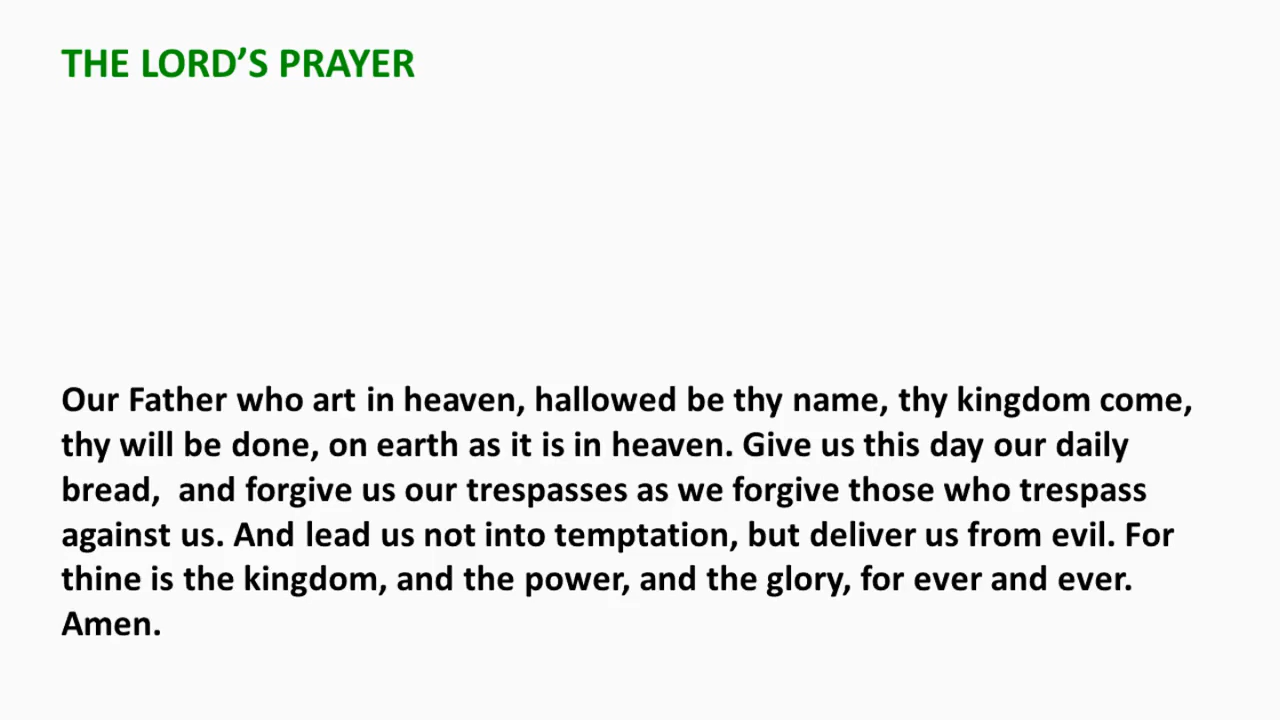 THE LORD’S PRAYER
Our Father who art in heaven, hallowed be thy name, thy kingdom come,
thy will be done, on earth as it is in heaven. Give us this day our daily
bread,  and forgive us our trespasses as we forgive those who trespass
against us. And lead us not into temptation, but deliver us from evil. For
thine is the kingdom, and the power, and the glory, for ever and ever.
Amen.